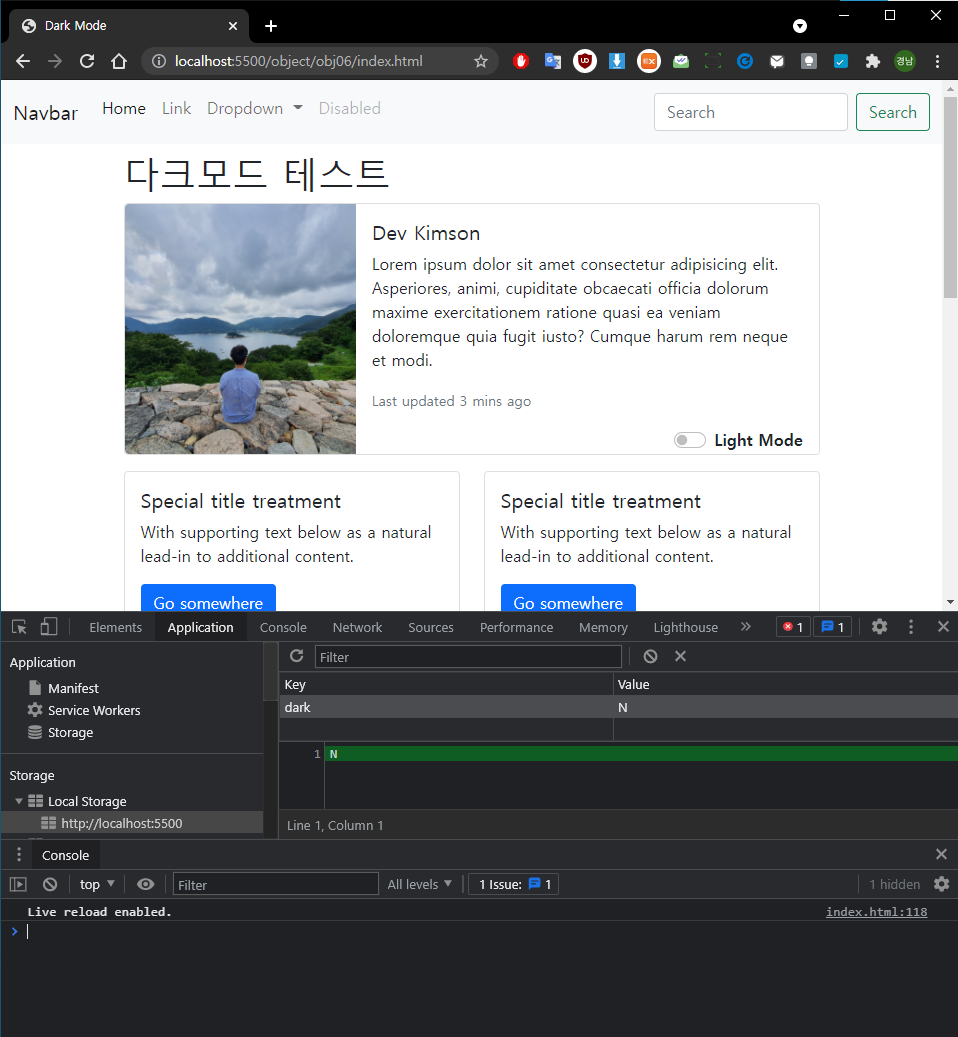 Dark Mode
localhost:5500/object/obj06/index.html
경남
Navbar
Home
Link
Dropdown
Disabled
Search
Search
다크모드 테스트
Dev Kimson
Lorem ipsum dolor sit amet consectetur adipisicing elit.
Asperiores, animi, cupiditate obcaecati officia dolorum
maxime exercitationem ratione quasi ea veniam
doloremque quia fugit iusto? Cumque harum rem neque
et modi.
Last updated 3 mins ago
Light Mode
Special title treatment
With supporting text below as a natural
lead-in to additional content.
Go somewhere
Special title treatment
With supporting text below as a natural
lead-in to additional content.
Go somewhere
Elements
Application
Console
Network
Sources
Performance
Memory
Lighthouse
1
1
Application
Manifest
Service Workers
Storage
Storage
Local Storage
http://localhost:5500
Filter
Key
Value
dark
N
1
N
Line 1, Column 1
Console
top
Filter
All levels
1 Issue:
1
1 hidden
Live reload enabled.
index.html:118